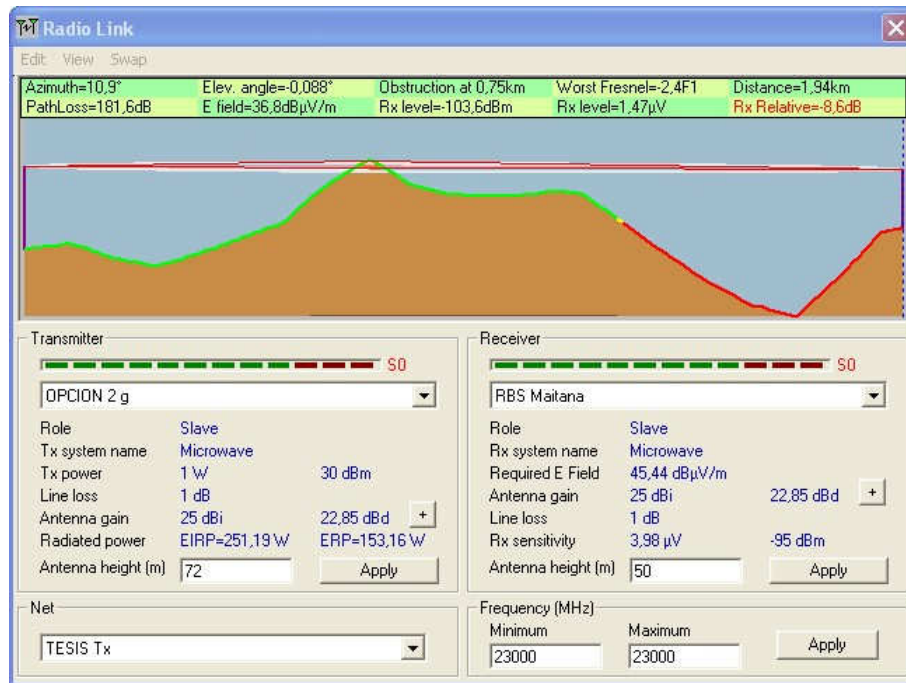 Radio Link
Edit View Swap
Azimuth=10,9° Elev. angle=-0,088° Obstruction at 0,75km Worst Fresnel=-2,4F1 Distance=1,94km
PathLoss=181,6dB E field=36,8dBµV/m Rx level=-103,6dBm Rx level=1,47µV Rx Relative=-8,6dB
Transmitter
S0
OPCION 2 g
Role Slave
Tx system name Microwave
Tx power 1 W 30 dBm
Line loss 1 dB
Antenna gain 25 dBi 22,85 dBd +
Radiated power EIRP=251,19 W ERP=153,16 W
Antenna height (m) 72 Apply
Receiver
S0
RBS Maitana
Role Slave
Rx system name Microwave
Required E Field 45,44 dBµV/m
Antenna gain 25 dBi 22,85 dBd +
Line loss 1 dB
Rx sensitivity 3,98 µV -95 dBm
Antenna height (m) 50 Apply
Net
TESIS Tx
Frequency (MHz)
Minimum Maximum
23000 23000 Apply